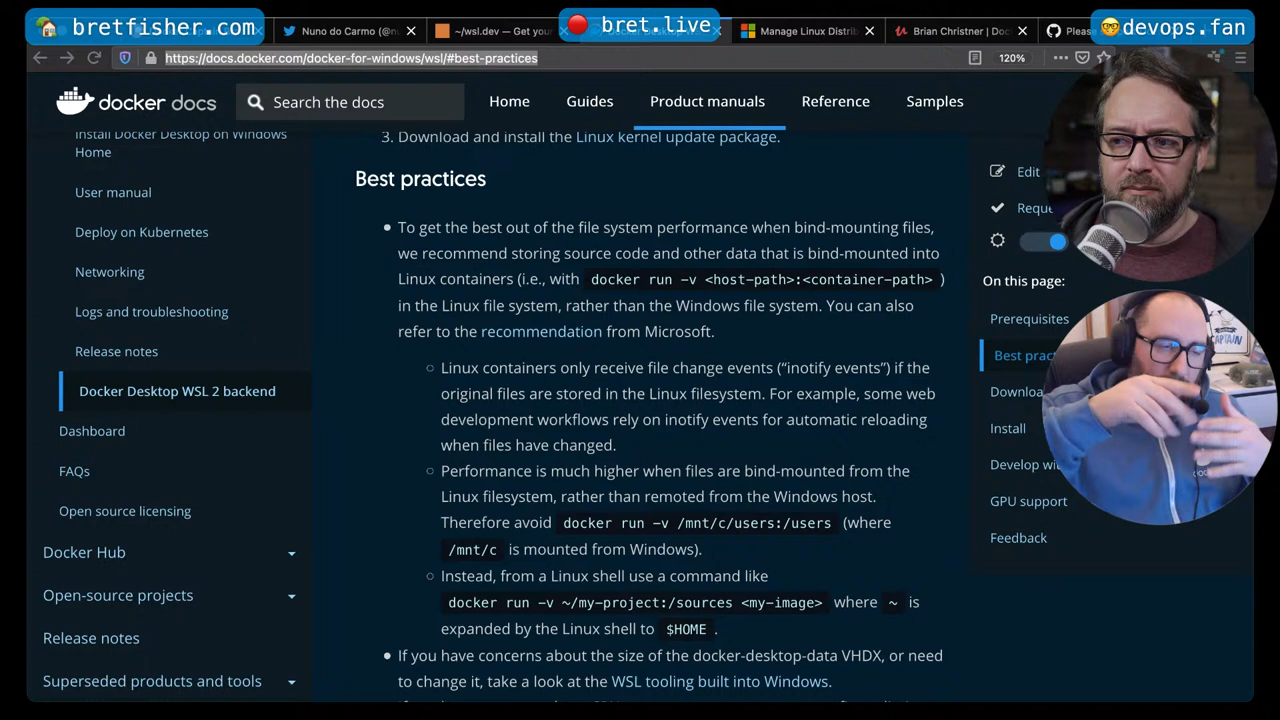 bretfisher.com
bret.live
devops.fan
Nuno do Carmo (@n
~/wsl.dev — Get you
Manage Linux Distrib
Brian Christner | Doc
Pleas
https://docs.docker.com/docker-for-windows/wsl/#best-practices
120%
docker docs
Search the docs
Home
Guides
Product manuals
Reference
Samples
Install Docker Desktop on Windows
Home
User manual
Deploy on Kubernetes
Networking
Logs and troubleshooting
Release notes
Docker Desktop WSL 2 backend
Dashboard
FAQs
Open source licensing
Docker Hub
Open-source projects
Release notes
Superseded products and tools
3. Download and install the Linux kernel update package.
Best practices
To get the best out of the file system performance when bind-mounting files,
we recommend storing source code and other data that is bind-mounted into
Linux containers (i.e., with docker run -v <host-path>:<container-path> )
in the Linux file system, rather than the Windows file system. You can also
refer to the recommendation from Microsoft.
Linux containers only receive file change events (“inotify events”) if the
original files are stored in the Linux filesystem. For example, some web
development workflows rely on inotify events for automatic reloading
when files have changed.
Performance is much higher when files are bind-mounted from the
Linux filesystem, rather than remoted from the Windows host.
Therefore avoid docker run -v /mnt/c/users:/users (where
/mnt/c is mounted from Windows).
Instead, from a Linux shell use a command like
docker run -v ~/my-project:/sources <my-image> where ~ is
expanded by the Linux shell to $HOME .
If you have concerns about the size of the docker-desktop-data VHDX, or need
to change it, take a look at the WSL tooling built into Windows.
Edit
Reque
On this page:
Prerequisites
Best pract
Downloa
Install
Develop wi
GPU support
Feedback
CAPTAIN